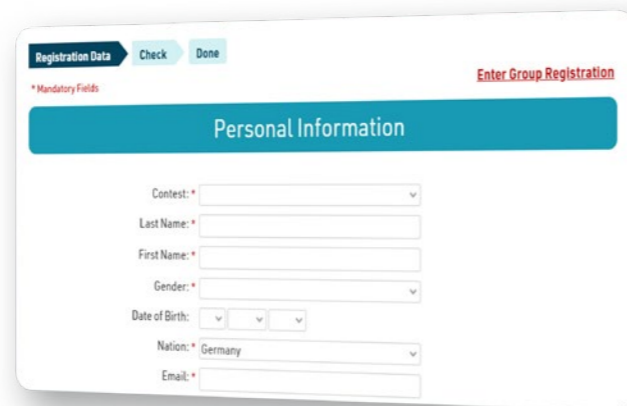 Registration Data Check Done
* Mandatory Fields
Enter Group Registration
Personal Information
Contest: *
Last Name: *
First Name: *
Gender: *
Date of Birth:
Nation: * Germany
Email: *